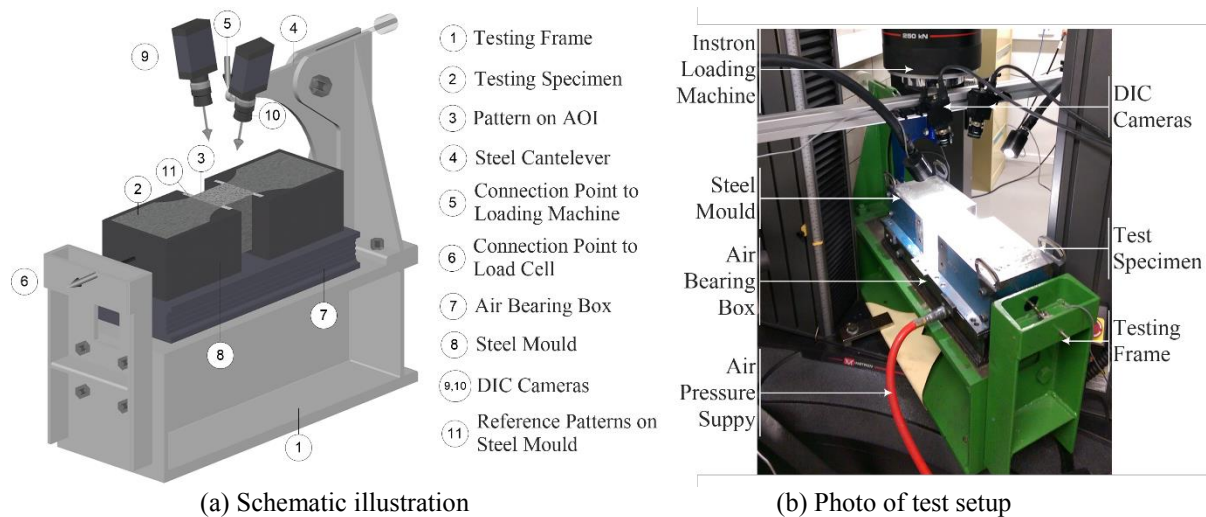 5
4
9
10
3
11
2
6
7
8
1
1 Testing Frame
2 Testing Specimen
3 Pattern on AOI
4 Steel Cantelever
5 Connection Point to
Loading Machine
6 Connection Point to
Load Cell
7 Air Bearing Box
8 Steel Mould
9,10 DIC Cameras
11 Reference Patterns on
Steel Mould
(a) Schematic illustration
250 kN
Instron
Loading
Machine
DIC
Cameras
Steel
Mould
Air
Bearing
Box
Test
Specimen
Testing
Frame
Air
Pressure
Suppy
(b) Photo of test setup